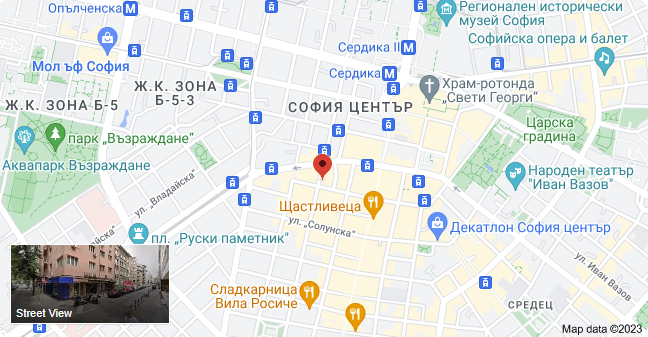 Опълченска
M
Регионален исторически
музей София
Сердика II M
Софийска опера и балет
Мол ъф София
Сердика M
Ж.К. ЗОНА
Б-5-3
Храм-ротонда
„Свети Георги“
Ж.К. ЗОНА Б-5
СОФИЯ ЦЕНТЪР
Царска
градина
парк „Възраждане“
Аквапарк Възраждане
Народен театър
"Иван Вазов"
ул. „Владайска“
Щастливеца
ул. „Солунска“
Декатлон София център
пл. „Руски паметник“
ул. „Иван Вазов“
Сладкарница
Вила Росиче
СРЕДЕЦ
Street View
Map data ©2023